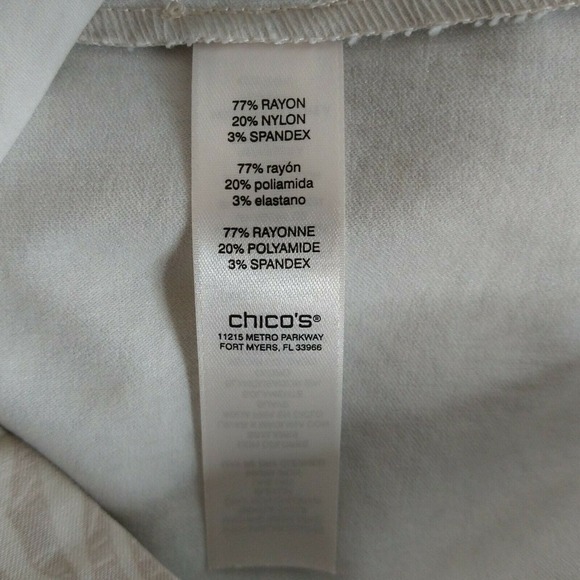 77% RAYON
20% NYLON
3% SPANDEX
77% rayón
20% poliamida
3% elastano
77% RAYONNE
20% POLYAMIDE
3% SPANDEX
chico's®
11215 METRO PARKWAY
FORT MYERS, FL 33966